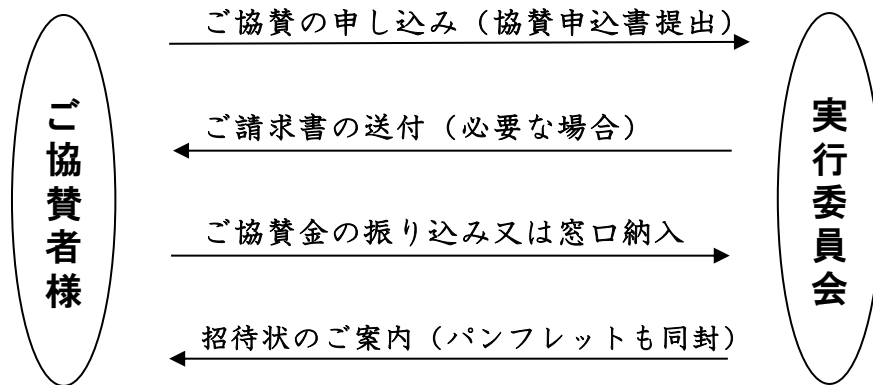 ご協賛者様
ご協賛の申し込み（協賛申込書提出）
ご請求書の送付（必要な場合）
ご協賛金の振り込み又は窓口納入
招待状のご案内（パンフレットも同封）
実行委員会